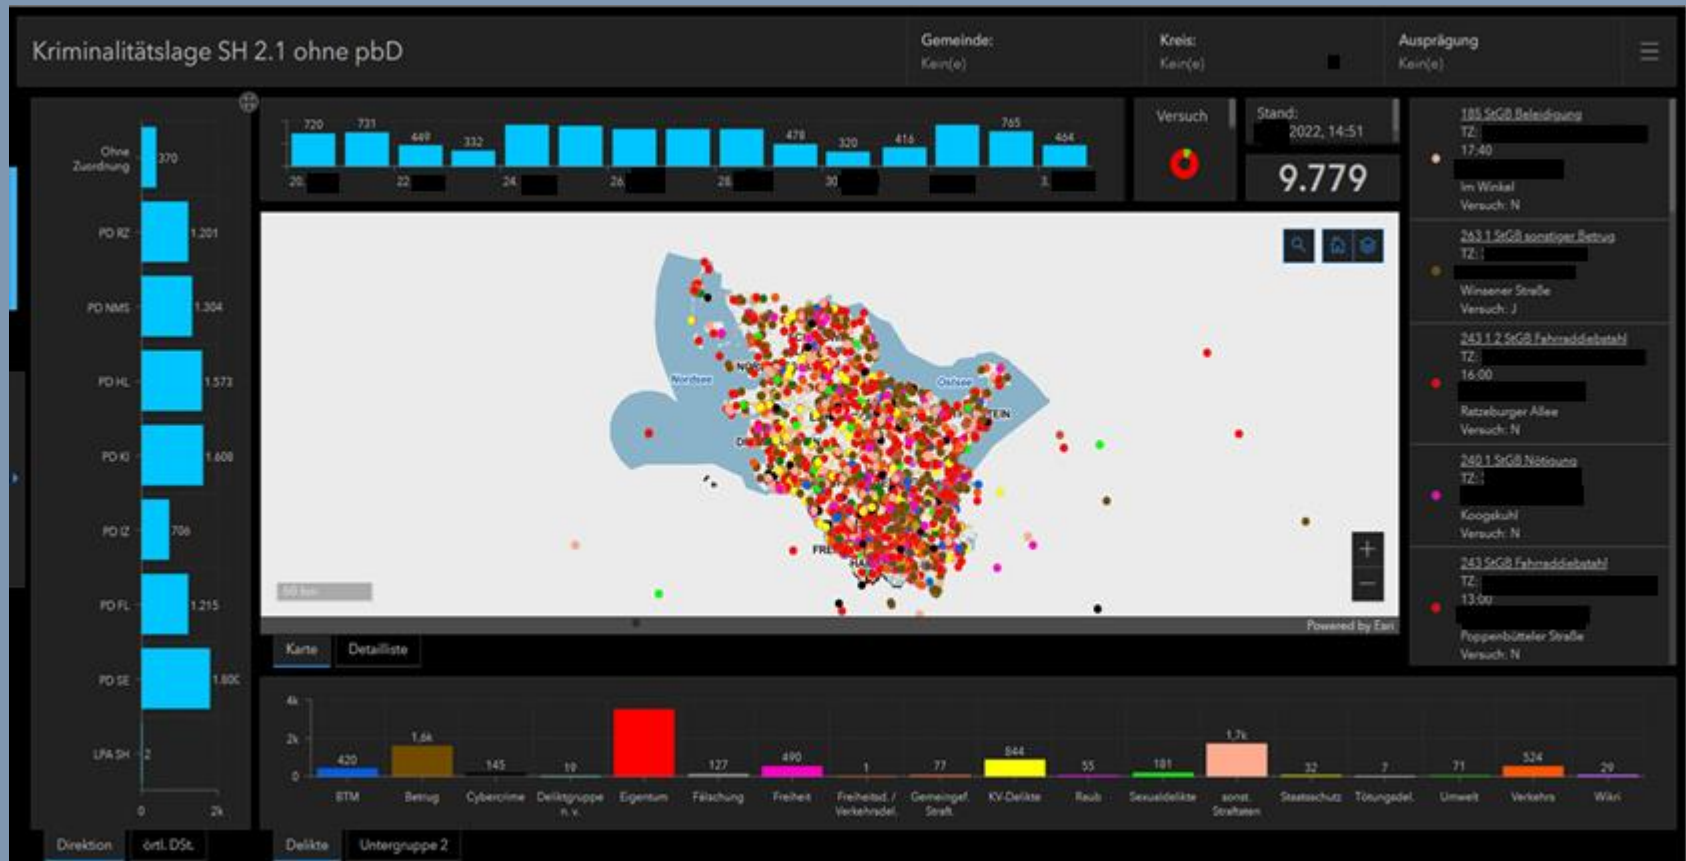 Kriminalitätslage SH 2.1 ohne pbD
Gemeinde:
Kein(e)
Kreis:
Kein(e)
Ausprägung
Kein(e)
Ohne
Zuordnung
370
PD RZ
1.201
PD NMS
1.304
PD HL
1.573
PD KI
1.608
PD IZ
706
PD FL
1.215
PD SE
1.800
LPA SH
2
0
2k
Direktion
örtl. DSt.
720
731
449
332
478
320
416
765
464
20.
22
24.
26.
28
30
3.
Versuch
Stand:
2022, 14:51
9.779
Nordsee
Ostsee
TEIN
50 km
Powered by Esri
Karte
Detailliste
185 StGB Beleidigung
TZ:
17:40
Im Winkel
Versuch: N
263.1 StGB sonstiger Betrug
TZ:
Winsener Straße
Versuch: J
243.1.2 StGB Fahrraddiebstahl
TZ:
16:00
Ratzeburger Allee
Versuch: N
240.1 StGB Nötigung
TZ:
Koogskuhl
Versuch: N
243 StGB Fahrraddiebstahl
TZ:
13:00
Poppenbütteler Straße
Versuch: N
4k
2k
0
420
1,6k
145
19
127
490
1
77
844
55
181
1,7k
32
7
71
524
29
BTM
Betrug
Cybercrime
Deliktgruppe
n. v.
Eigentum
Fälschung
Freiheit
Freiheitsd. /
Verkehrsdel.
Gemeingef.
Straft.
KV-Delikte
Raub
Sexualdelikte
sonst.
Straftaten
Staatsschutz
Tötungsdel.
Umwelt
Verkehrs
Wikri
Delikte
Untergruppe 2